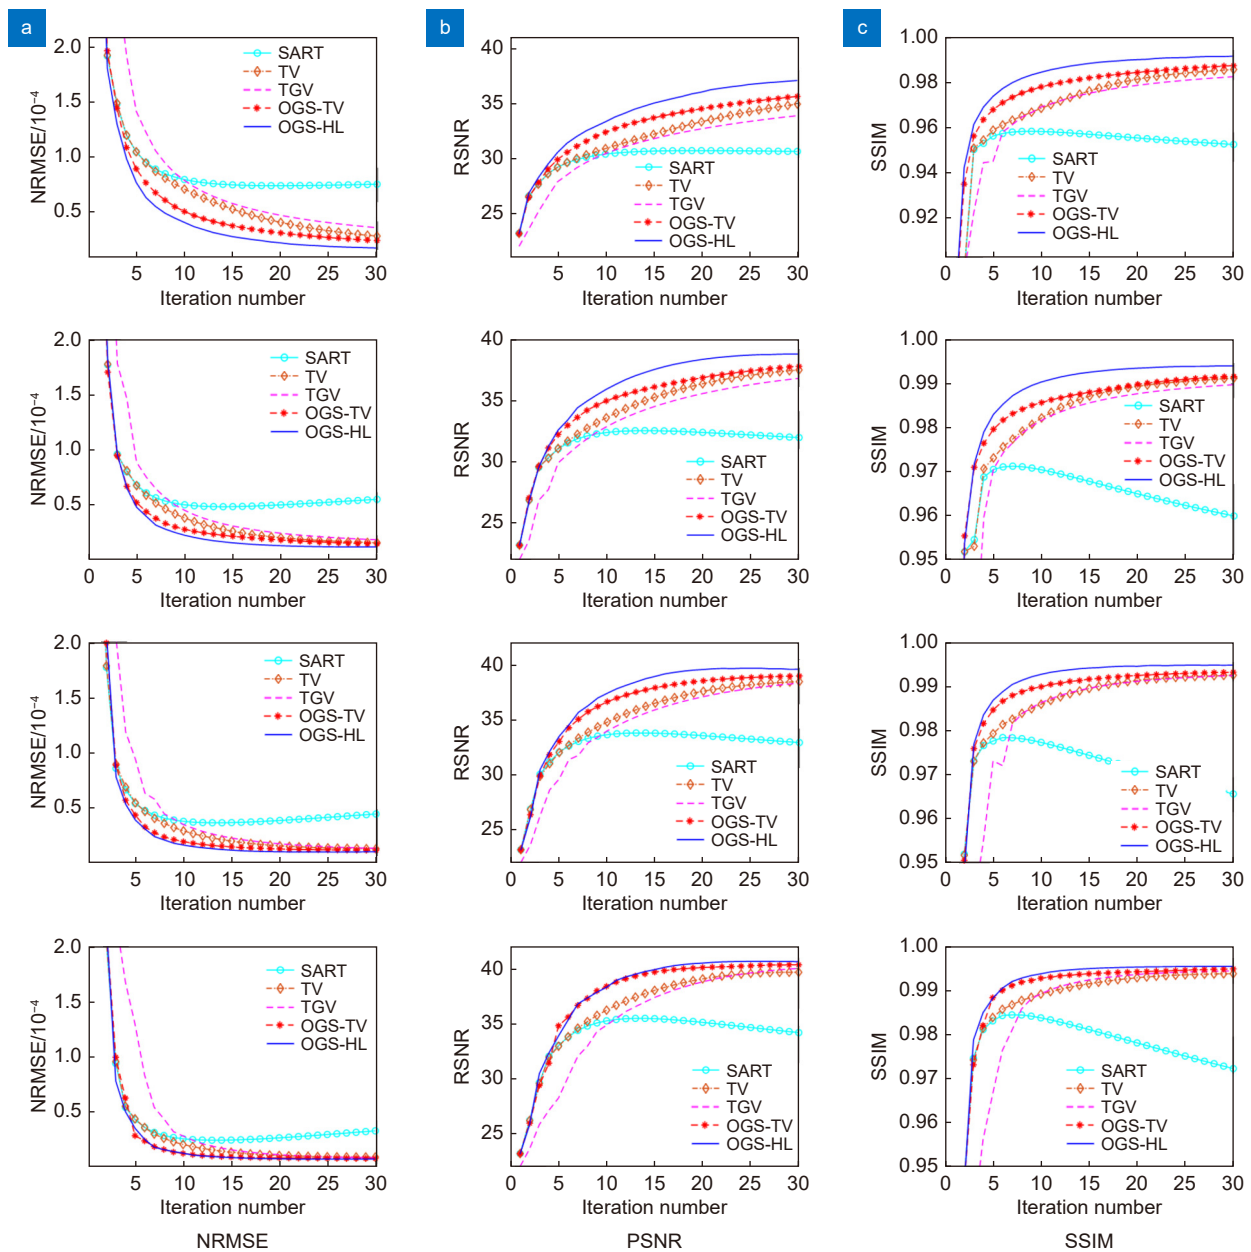 a
2.0
1.5
1.0
0.5
NRMSE/10⁻⁴
SART
TV
TGV
OGS-TV
OGS-HL
5 10 15 20 25 30
Iteration number
b
40
35
30
25
RSNR
SART
TV
TGV
OGS-TV
OGS-HL
0 5 10 15 20 25 30
Iteration number
c
1.00
0.98
0.96
0.94
0.92
SSIM
SART
TV
TGV
OGS-TV
OGS-HL
0 5 10 15 20 25 30
Iteration number
2.0
1.5
1.0
0.5
NRMSE/10⁻⁴
SART
TV
TGV
OGS-TV
OGS-HL
0 5 10 15 20 25 30
Iteration number
40
35
30
25
RSNR
SART
TV
TGV
OGS-TV
OGS-HL
0 5 10 15 20 25 30
Iteration number
1.00
0.99
0.98
0.97
0.96
0.95
SSIM
SART
TV
TGV
OGS-TV
OGS-HL
0 5 10 15 20 25 30
Iteration number
2.0
1.5
1.0
0.5
NRMSE/10⁻⁴
SART
TV
TGV
OGS-TV
OGS-HL
0 5 10 15 20 25 30
Iteration number
40
35
30
25
RSNR
SART
TV
TGV
OGS-TV
OGS-HL
0 5 10 15 20 25 30
Iteration number
1.00
0.99
0.98
0.97
0.96
0.95
SSIM
SART
TV
TGV
OGS-TV
OGS-HL
0 5 10 15 20 25 30
Iteration number
2.0
1.5
1.0
0.5
NRMSE/10⁻⁴
SART
TV
TGV
OGS-TV
OGS-HL
0 5 10 15 20 25 30
Iteration number
NRMSE
40
35
30
25
RSNR
SART
TV
TGV
OGS-TV
OGS-HL
0 5 10 15 20 25 30
Iteration number
PSNR
1.00
0.99
0.98
0.97
0.96
0.95
SSIM
SART
TV
TGV
OGS-TV
OGS-HL
0 5 10 15 20 25 30
Iteration number
SSIM